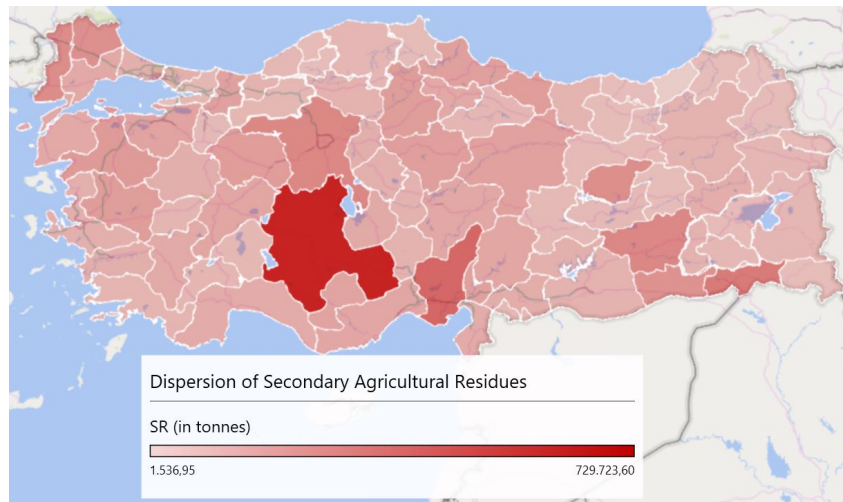 Dispersion of Secondary Agricultural Residues
SR (in tonnes)
1.536,95
729.723,60